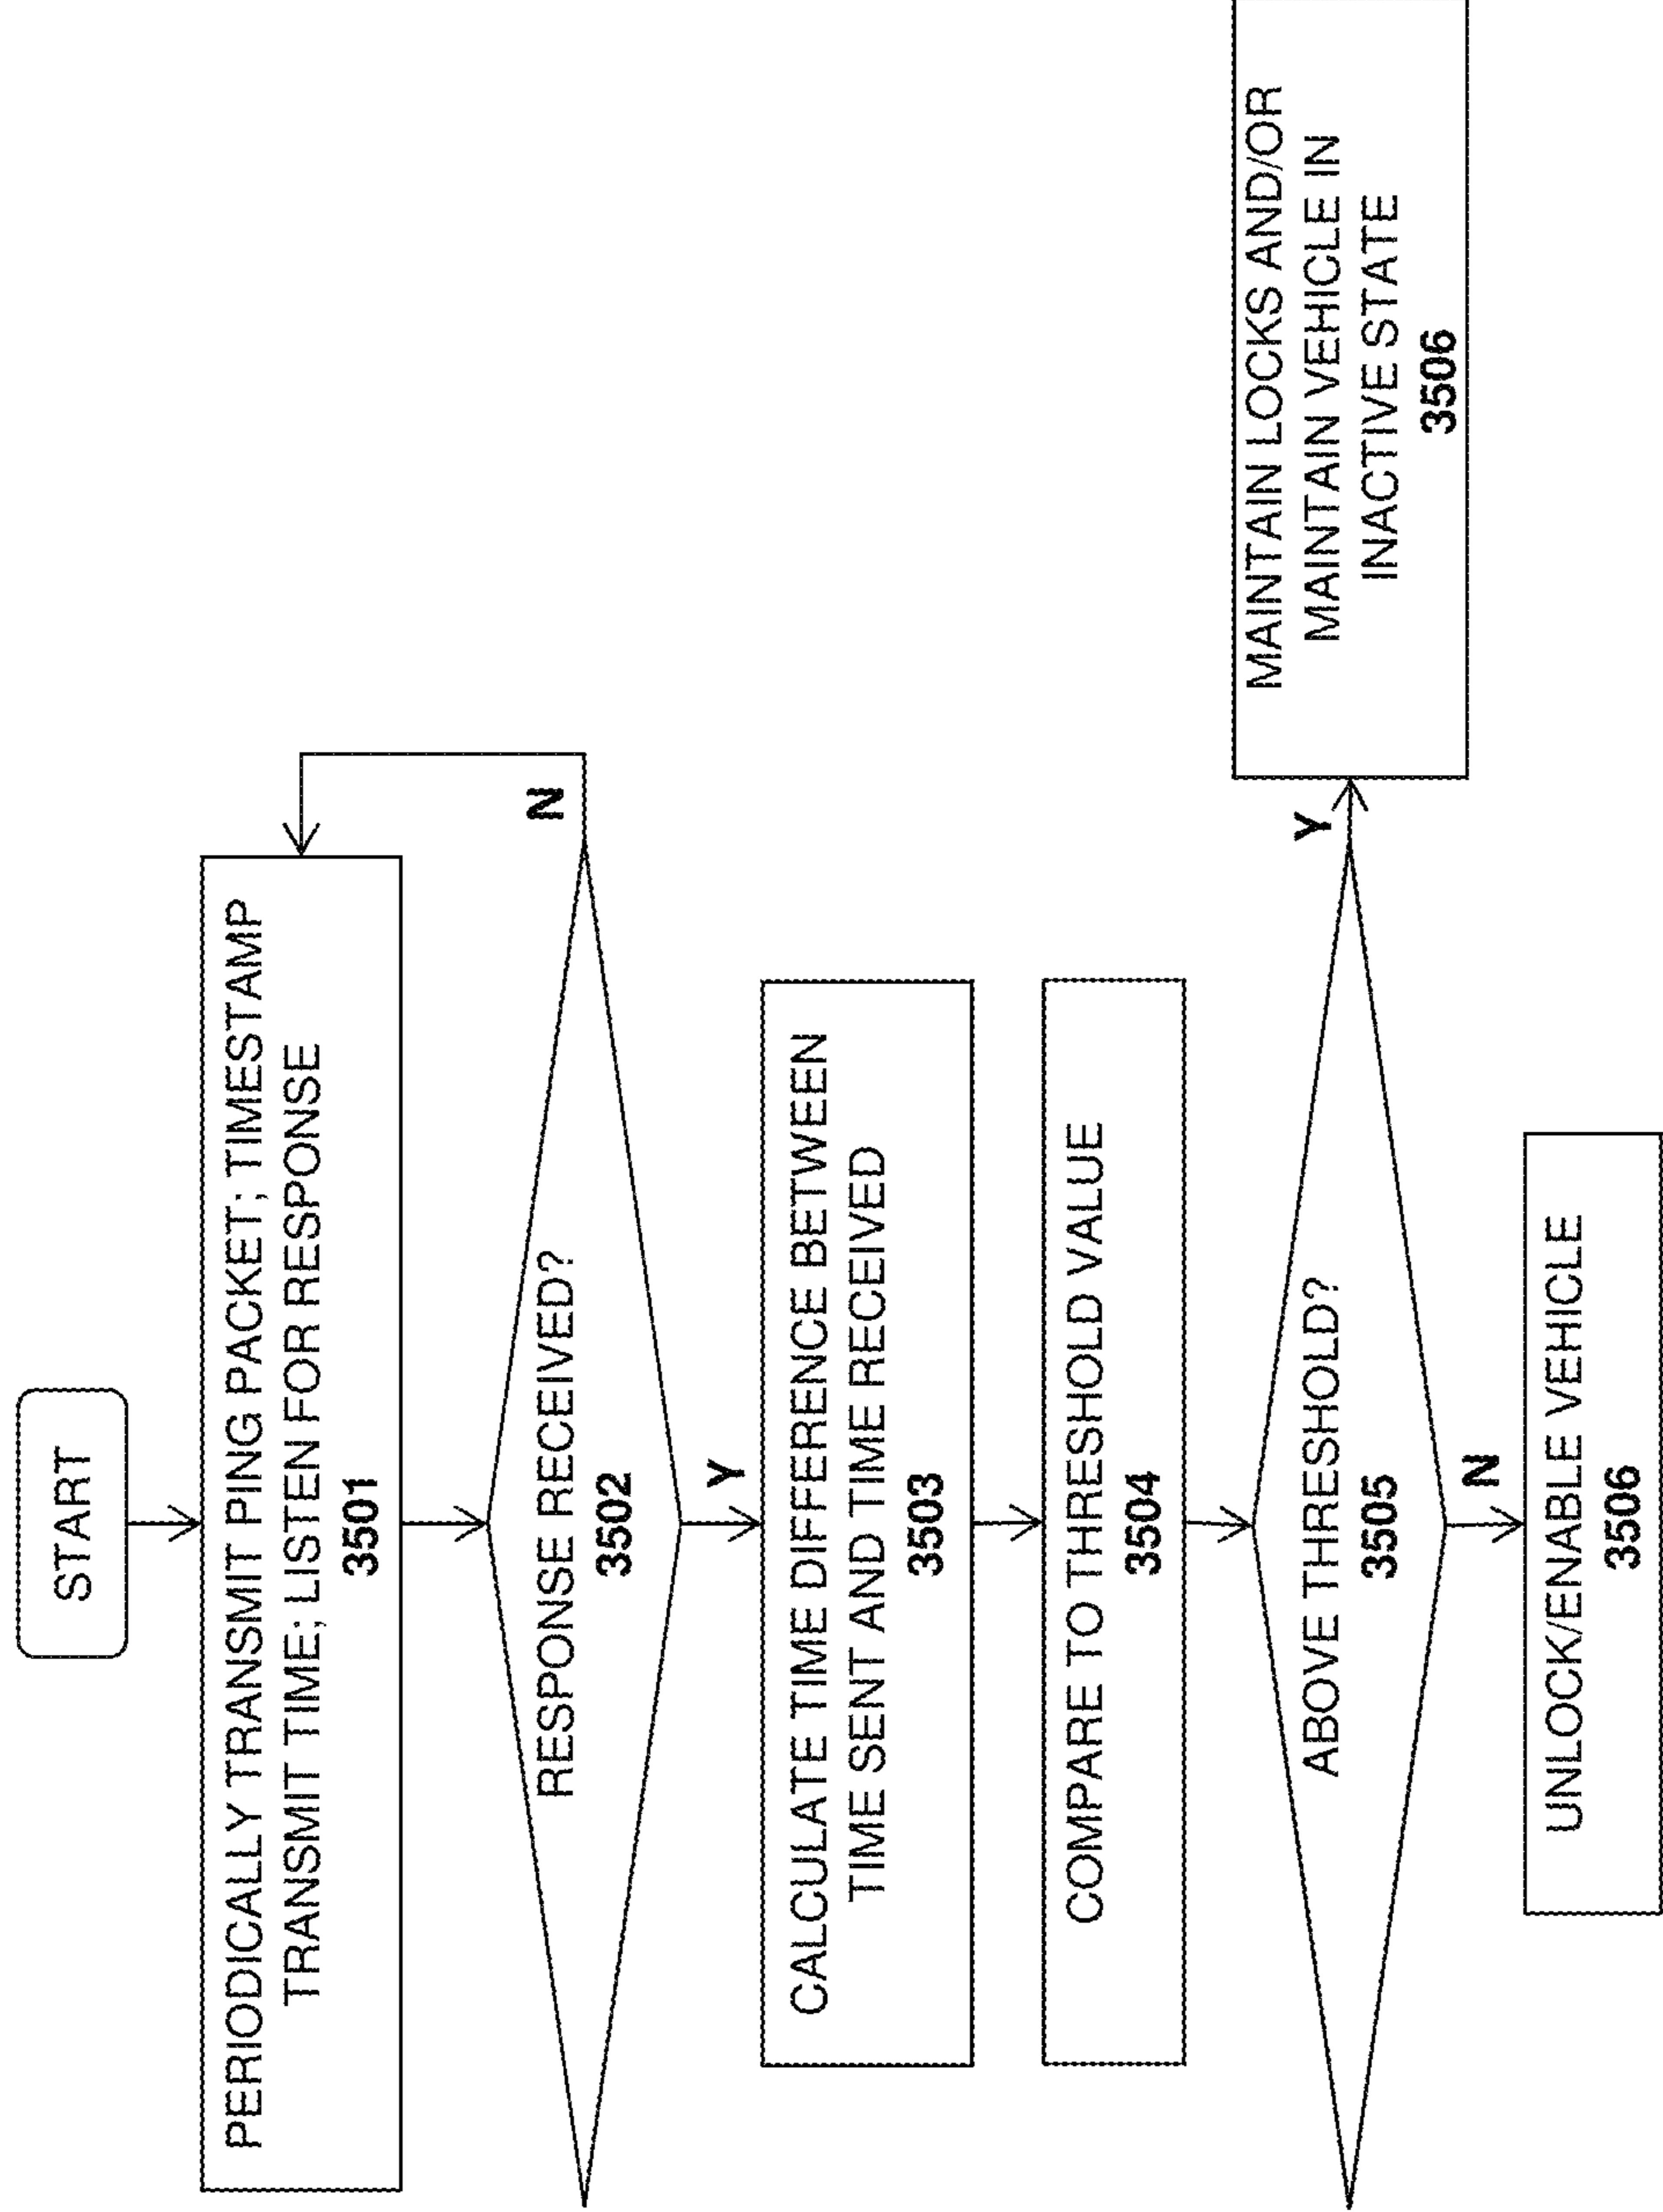 START
PERIODICALLY TRANSMIT PING PACKET; TIMESTAMP
TRANSMIT TIME; LISTEN FOR RESPONSE
3501
RESPONSE RECEIVED?
3502
N
Y
CALCULATE TIME DIFFERENCE BETWEEN
TIME SENT AND TIME RECEIVED
3503
COMPARE TO THRESHOLD VALUE
3504
ABOVE THRESHOLD?
3505
Y
MAINTAIN LOCKS AND/OR
MAINTAIN VEHICLE IN
INACTIVE STATE
3506
N
UNLOCK/ENABLE VEHICLE
3506